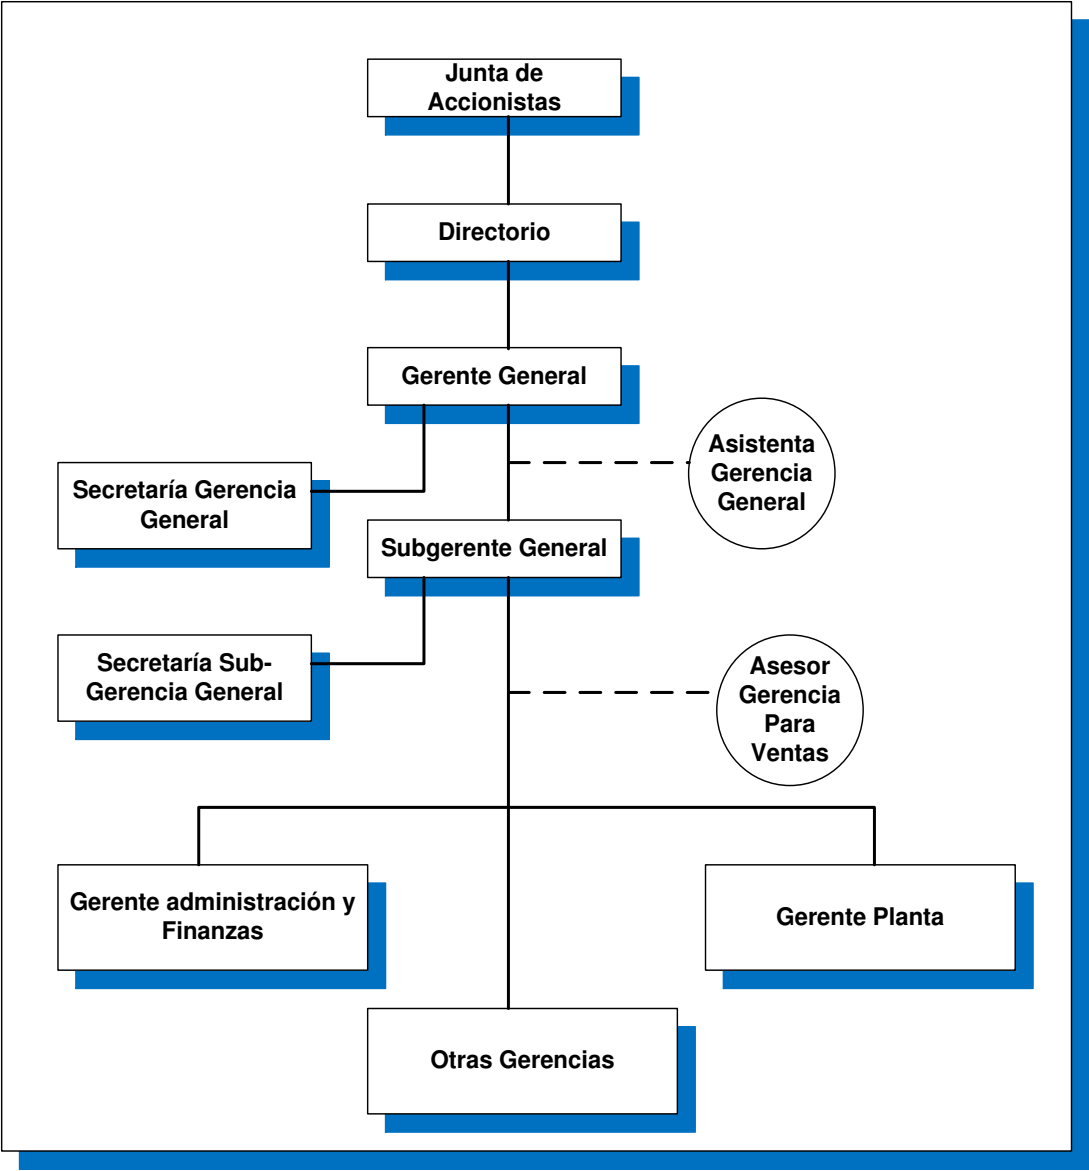 Junta de
Accionistas
Directorio
Gerente General
Asistenta
Gerencia
General
Secretaría Gerencia
General
Subgerente General
Secretaría Sub-
Gerencia General
Asesor
Gerencia
Para
Ventas
Gerente administración y
Finanzas
Gerente Planta
Otras Gerencias